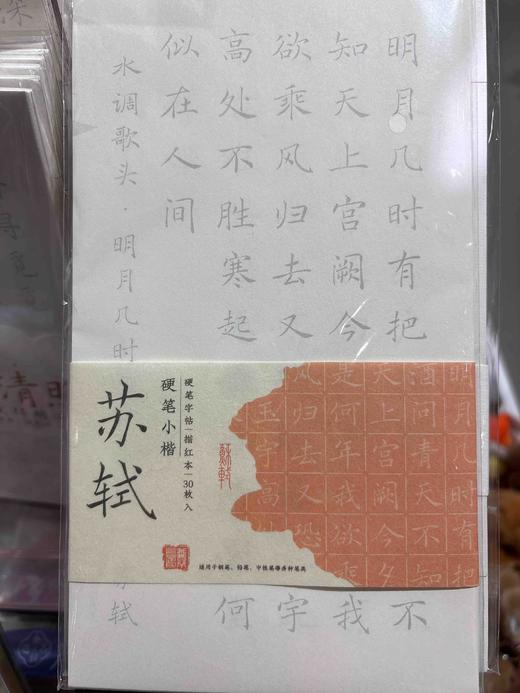 明月几时有把
不
知天上宫阙今
我
欲乘风归去又
宇
高处不胜寒起
何
似在人间
水调歌头·明月几时
苏轼
苏轼
硬笔小楷
硬笔字帖|描红本|30枚入
蘇軾
适用于钢笔、铅笔、中性笔等各种笔具
明月几时有
酒问青天不知
天上宫阙今夕
是何年我欲乘
风归去又恐
玉宇高